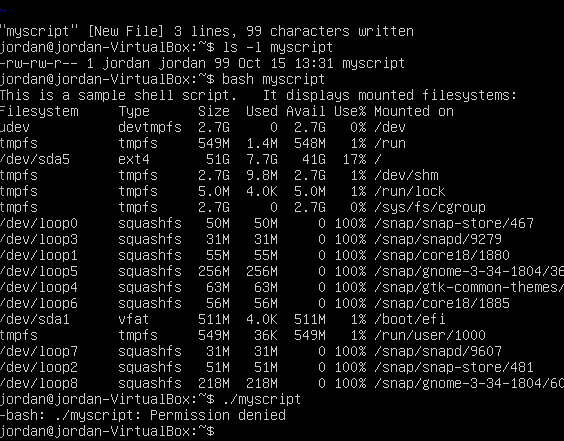 ~
"myscript" [New File] 3 lines, 99 characters written
jordan@jordan-VirtualBox:~$ ls -l myscript
-rw-rw-r-- 1 jordan jordan 99 Oct 15 13:31 myscript
jordan@jordan-VirtualBox:~$ bash myscript
This is a sample shell script.   It displays mounted filesystems:
Filesystem     Type      Size  Used Avail Use% Mounted on
udev           devtmpfs  2.7G     0  2.7G   0% /dev
tmpfs          tmpfs     549M  1.4M  548M   1% /run
/dev/sda5      ext4       51G  7.7G   41G  17% /
tmpfs          tmpfs     2.7G  9.8M  2.7G   1% /dev/shm
tmpfs          tmpfs     5.0M  4.0K  5.0M   1% /run/lock
tmpfs          tmpfs     2.7G     0  2.7G   0% /sys/fs/cgroup
/dev/loop0     squashfs   50M   50M     0 100% /snap/snap-store/467
/dev/loop3     squashfs   31M   31M     0 100% /snap/snapd/9279
/dev/loop1     squashfs   55M   55M     0 100% /snap/core18/1880
/dev/loop5     squashfs  256M  256M     0 100% /snap/gnome-3-34-1804/36
/dev/loop4     squashfs   63M   63M     0 100% /snap/gtk-common-themes/
/dev/loop6     squashfs   56M   56M     0 100% /snap/core18/1885
/dev/sda1      vfat      511M  4.0K  511M   1% /boot/efi
tmpfs          tmpfs     549M   36K  549M   1% /run/user/1000
/dev/loop7     squashfs   31M   31M     0 100% /snap/snapd/9607
/dev/loop2     squashfs   51M   51M     0 100% /snap/snap-store/481
/dev/loop8     squashfs  218M  218M     0 100% /snap/gnome-3-34-1804/60
jordan@jordan-VirtualBox:~$ ./myscript
-bash: ./myscript: Permission denied
jordan@jordan-VirtualBox:~$